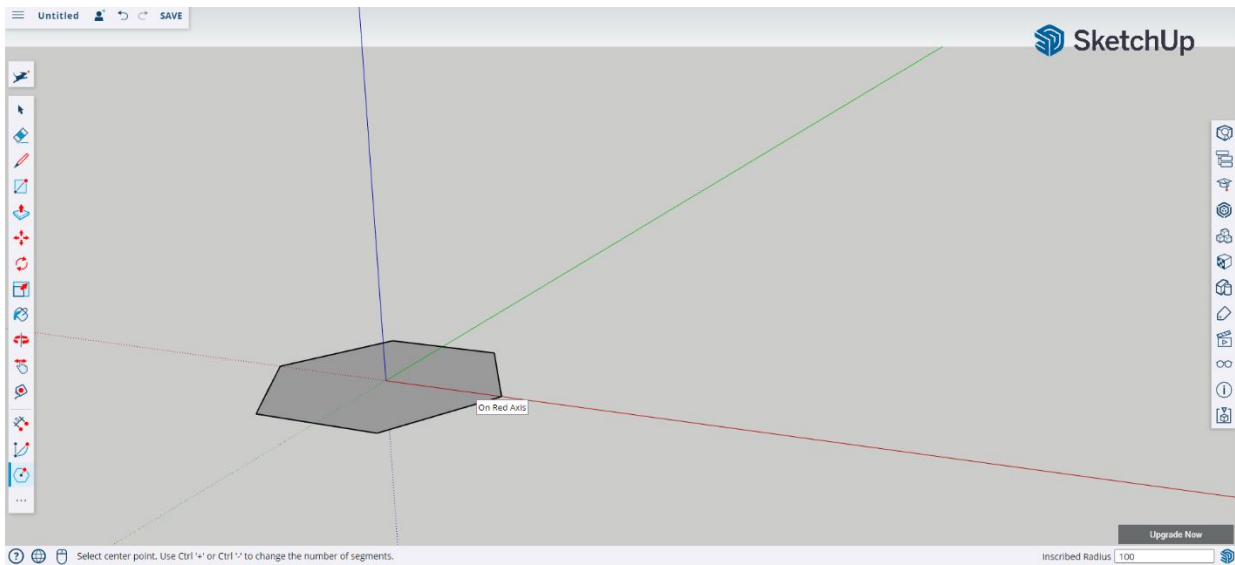 Untitled SAVE
SketchUp
On Red Axis
Upgrade Now
Select center point. Use Ctrl '+' or Ctrl '-' to change the number of segments. Inscribed Radius 100